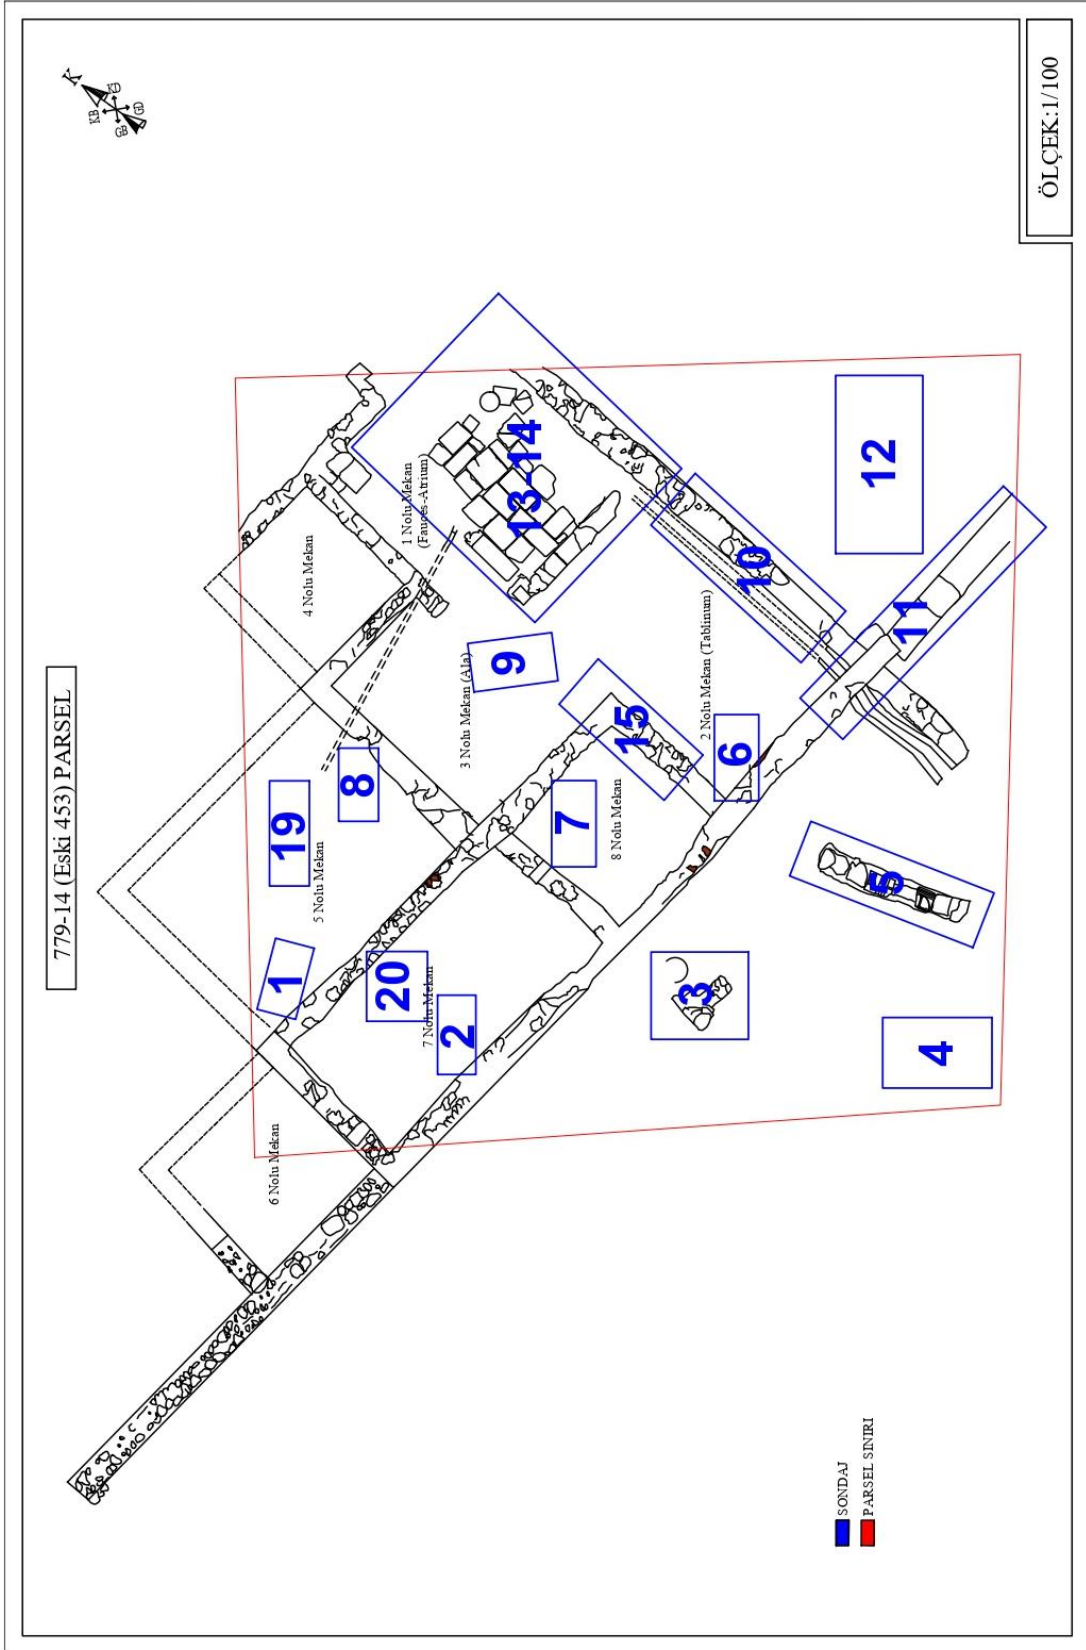 779-14 (Eski 453) PARSEL
K
KB
KD
GB
GD
ÖLÇEK:1/100
6 Nolu Mekan
5 Nolu Mekan
4 Nolu Mekan
7 Nolu Mekan
3 Nolu Mekan (Ala)
1 Nolu Mekan
(Fauces-Atrium)
8 Nolu Mekan
2 Nolu Mekan (Tablinum)
1
19
8
20
2
9
13-14
7
15
6
10
3
5
11
12
4
SONDAJ
PARSEL SINIRI